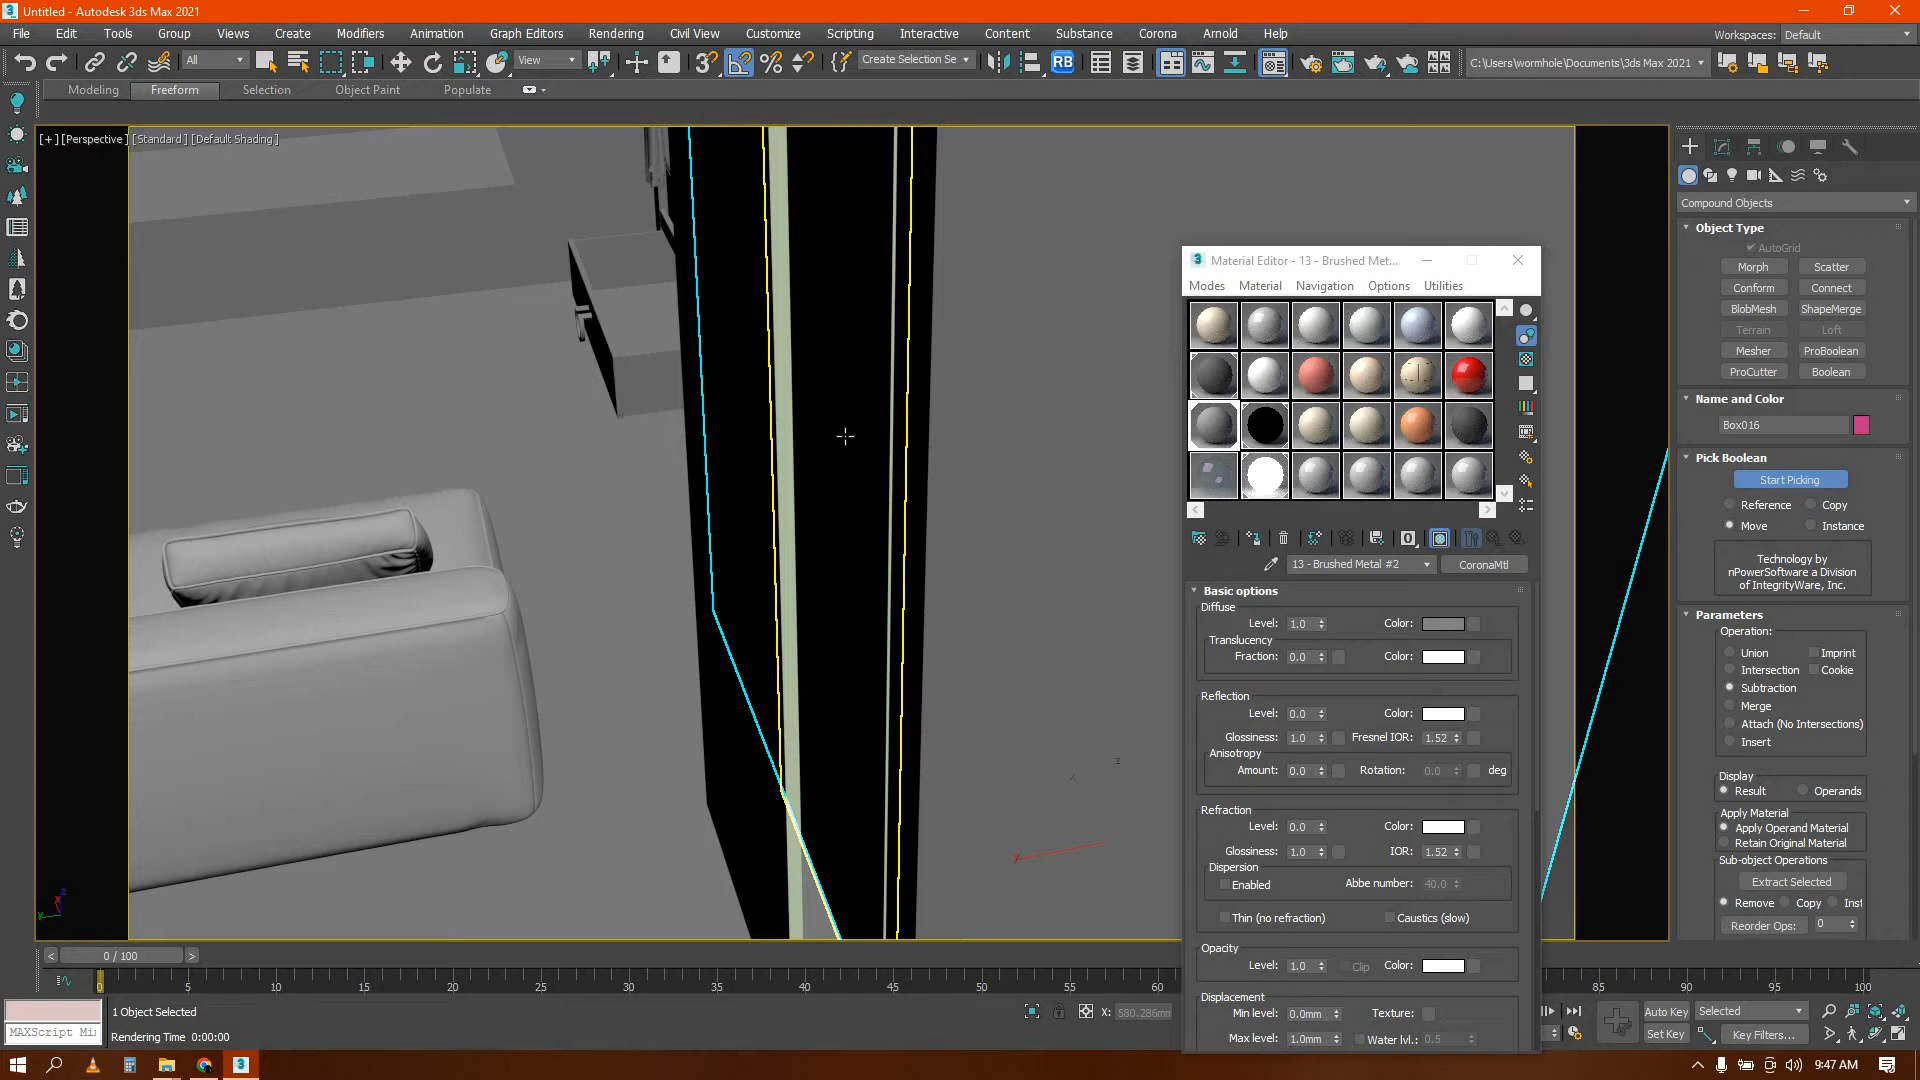 Untitled - Autodesk 3ds Max 2021
File Edit Tools Group Views Create Modifiers Animation Graph Editors Rendering Civil View Customize Scripting Interactive Content Substance Corona Arnold Help
Workspaces: Default
All View Create Selection Se RB C:\Users\wormhole\Documents\3ds Max 2021
Modeling Freeform Selection Object Paint Populate
[+] [Perspective] [Standard] [Default Shading]
Compound Objects
Object Type
AutoGrid
Morph Scatter
Conform Connect
BlobMesh ShapeMerge
Terrain Loft
Mesher ProBoolean
ProCutter Boolean
Name and Color
Box016
Pick Boolean
Start Picking
Reference Copy
Move Instance
Technology by
nPowerSoftware a Division
of IntegrityWare, Inc.
Parameters
Operation:
Union Imprint
Intersection Cookie
Subtraction
Merge
Attach (No Intersections)
Insert
Display
Result Operands
Apply Material
Apply Operand Material
Retain Original Material
Sub-object Operations
Extract Selected
Remove Copy Inst
Reorder Ops: 0
Material Editor - 13 - Brushed Met...
Modes Material Navigation Options Utilities
13 - Brushed Metal #2 CoronaMtl
Basic options
Diffuse
Level: 1.0 Color:
Translucency
Fraction: 0.0 Color:
Reflection
Level: 0.0 Color:
Glossiness: 1.0 Fresnel IOR: 1.52
Anisotropy
Amount: 0.0 Rotation: 0.0 deg
Refraction
Level: 0.0 Color:
Glossiness: 1.0 IOR: 1.52
Dispersion
Enabled Abbe number: 40.0
Thin (no refraction) Caustics (slow)
Opacity
Level: 1.0 Clip Color:
Displacement
Min level: 0.0mm Texture:
Max level: 1.0mm Water lvl.: 0.5
z
y
z
x
y
< 0 / 100 >
0 5 10 15 20 25 30 35 40 45 50 55 60 85 90 95 100
1 Object Selected
X: 580.286mm
Auto Key Selected
MAXScript Mi
Rendering Time 0:00:00
Set Key Key Filters...
9:47 AM